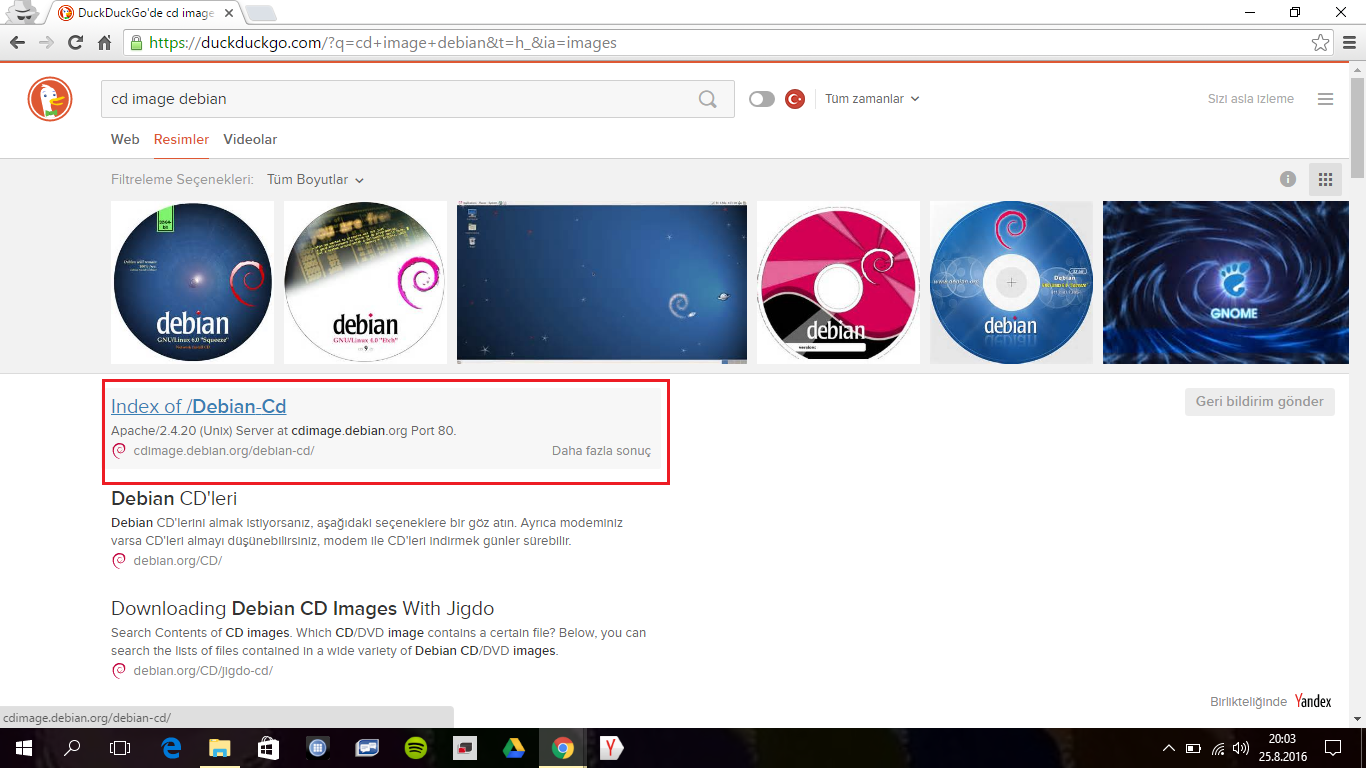 DuckDuckGo'de cd image
https://duckduckgo.com/?q=cd+image+debian&t=h_&ia=images
cd image debian
Tüm zamanlar
Sizi asla izleme
Web Resimler Videolar
Filtreleme Seçenekleri: Tüm Boyutlar
debian
GNU/Linux 6.0 "Squeeze"
debian
GNU/Linux 4.0 "Etch"
debian
Debian
debian
GNOME
Index of /Debian-Cd
Apache/2.4.20 (Unix) Server at cdimage.debian.org Port 80.
cdimage.debian.org/debian-cd/
Daha fazla sonuç
Geri bildirim gönder
Debian CD'leri
Debian CD'lerini almak istiyorsanız, aşağıdaki seçeneklere bir göz atın. Ayrıca modeminiz
varsa CD'leri almayı düşünebilirsiniz, modem ile CD'leri indirmek günler sürebilir.
debian.org/CD/
Downloading Debian CD Images With Jigdo
Search Contents of CD images. Which CD/DVD image contains a certain file? Below, you can
search the lists of files contained in a wide variety of Debian CD/DVD images.
debian.org/CD/jigdo-cd/
Birlikteliğinde Yandex
cdimage.debian.org/debian-cd/
20:03
25.8.2016